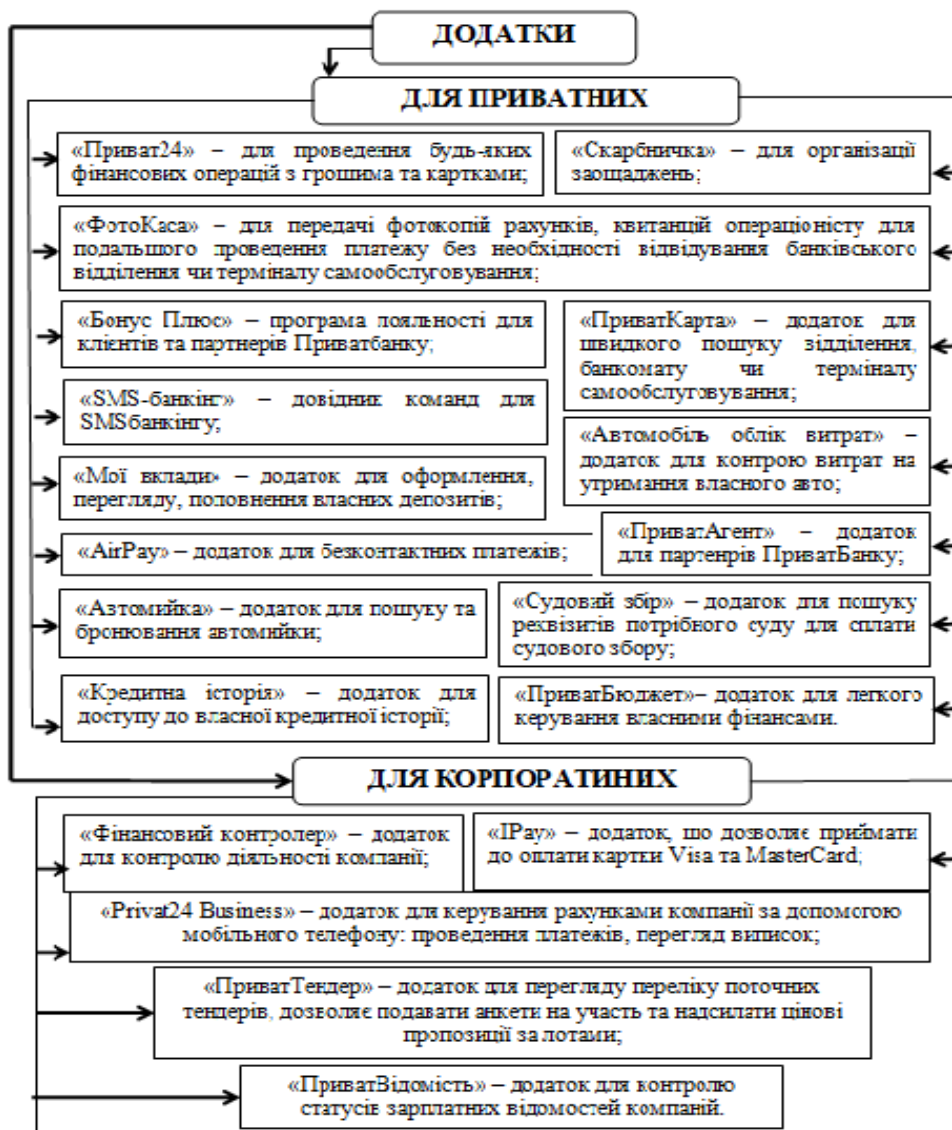 ДОДАТКИ
ДЛЯ ПРИВАТНИХ
«Приват24» – для проведення будь-яких
фінансових операцій з грошима та картками;
«Скарбничка» – для організації
заощаджень;
«ФотоКаса» – для передачі фотокопій рахунків, квитанцій операціоністу для
подальшого проведення платежу без необхідності відвідування банківського
відділення чи терміналу самообслуговування;
«Бонус Плюс» – програма лояльності для
клієнтів та партнерів Приватбанку;
«ПриватКарта» – додаток для
швидкого пошуку відділення,
банкомату чи терміналу
самообслуговування;
«SMS-банкінг» – довідник команд для
SMSбанкінгу;
«Автомобіль облік витрат» –
додаток для контрою витрат на
утримання власного авто;
«Мої вклади» – додаток для оформлення,
перегляду, половнення власних депозитів;
«AirPay» – додаток для безконтактних платежів;
«ПриватАгент» – додаток
для партенрів ПриватБанку;
«Автомийка» – додаток для пошуку та
бронювання автомийки;
«Судовий збір» – додаток для пошуку
реквізитів потрібного суду для сплати
судового збору;
«Кредитна історія» – додаток для
доступу до власної кредитної історії;
«ПриватБюджет»– додаток для легкого
керування власними фінансами.
ДЛЯ КОРПОРАТИНИХ
«Фінансовий контролер» – додаток
для контролю діяльності компанії;
«IPay» – додаток, що дозволяє приймати
до оплати картки Visa та MasterCard;
«Privat24 Business» – додаток для керування рахунками компанії за допомогою
мобільного телефону: проведення платежів, перегляд виписок;
«ПриватТендер» – додаток для перегляду переліку поточних
тендерів, дозволяє подавати анкети на участь та надсилати цінові
пропозиції за лотами;
«ПриватВідомість» – додаток для контролю
статусів зарплатних відомостей компаній.